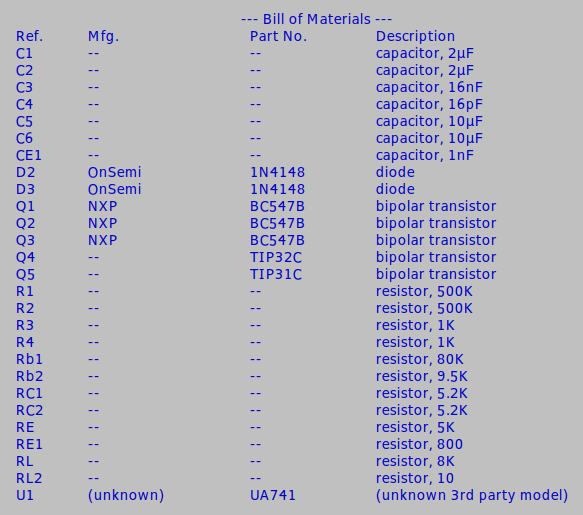 --- Bill of Materials ---
Ref. Mfg. Part No. Description
C1 -- -- capacitor, 2µF
C2 -- -- capacitor, 2µF
C3 -- -- capacitor, 16nF
C4 -- -- capacitor, 16pF
C5 -- -- capacitor, 10µF
C6 -- -- capacitor, 10µF
CE1 -- -- capacitor, 1nF
D2 OnSemi 1N4148 diode
D3 OnSemi 1N4148 diode
Q1 NXP BC547B bipolar transistor
Q2 NXP BC547B bipolar transistor
Q3 NXP BC547B bipolar transistor
Q4 -- TIP32C bipolar transistor
Q5 -- TIP31C bipolar transistor
R1 -- -- resistor, 500K
R2 -- -- resistor, 500K
R3 -- -- resistor, 1K
R4 -- -- resistor, 1K
Rb1 -- -- resistor, 80K
Rb2 -- -- resistor, 9.5K
RC1 -- -- resistor, 5.2K
RC2 -- -- resistor, 5.2K
RE -- -- resistor, 5K
RE1 -- -- resistor, 800
RL -- -- resistor, 8K
RL2 -- -- resistor, 10
U1 (unknown) UA741 (unknown 3rd party model)